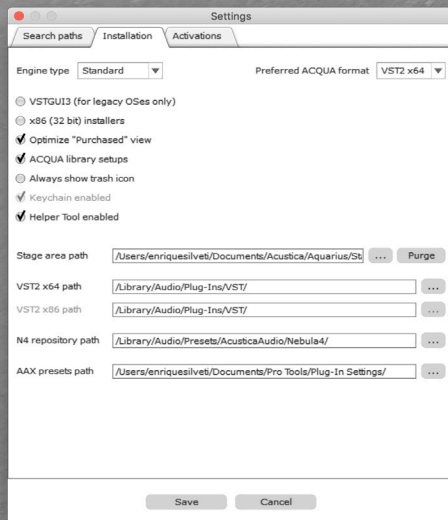 Settings
Search paths Installation Activations
Engine type Standard Preferred ACQUA format VST2 x64
VSTGUI3 (for legacy OSes only)
x86 (32 bit) installers
Optimize "Purchased" view
ACQUA library setups
Always show trash icon
Keychain enabled
Helper Tool enabled
Stage area path /Users/enriquesilveti/Documents/Acustica/Aquarius/St ... Purge
VST2 x64 path /Library/Audio/Plug-Ins/VST/ ...
VST2 x86 path /Library/Audio/Plug-Ins/VST/ ...
N4 repository path /Library/Audio/Presets/AcusticaAudio/Nebula4/ ...
AAX presets path /Users/enriquesilveti/Documents/Pro Tools/Plug-In Settings/ ...
Save Cancel